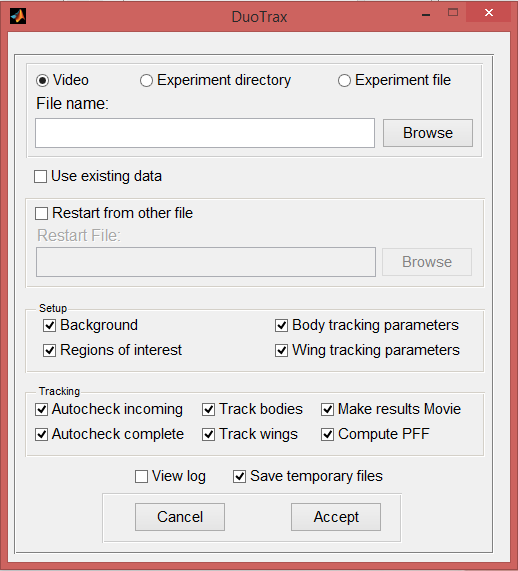 DuoTrax
Video Experiment directory Experiment file
File name:
Browse
Use existing data
Restart from other file
Restart File:
Browse
Setup
Background Body tracking parameters
Regions of interest Wing tracking parameters
Tracking
Autocheck incoming Track bodies Make results Movie
Autocheck complete Track wings Compute PFF
View log Save temporary files
Cancel Accept